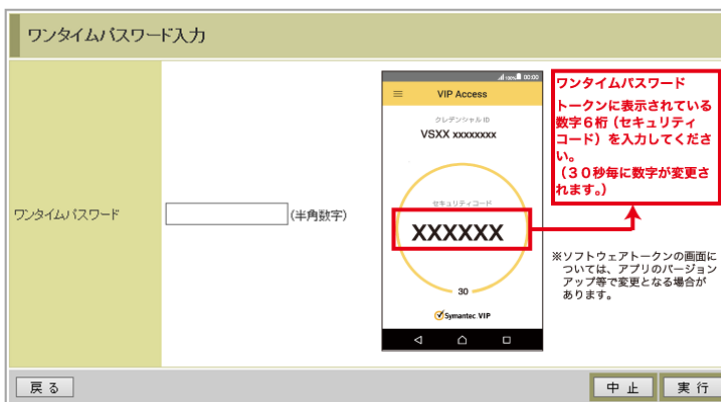 ワンタイムパスワード入力
100% 00:00
VIP Access
クレデンシャル ID
VSXX xxxxxxxx
ワンタイムパスワード
トークンに表示されている
数字6桁（セキュリティ
コード）を入力してくださ
い。
（30秒毎に数字が変更さ
れます。）
ワンタイムパスワード
(半角数字)
セキュリティコード
XXXXXX
30
Symantec. VIP
※ソフトウェアトークンの画面に
ついては、アプリのバージョン
アップ等で変更となる場合が
あります。
戻る
中止
実行